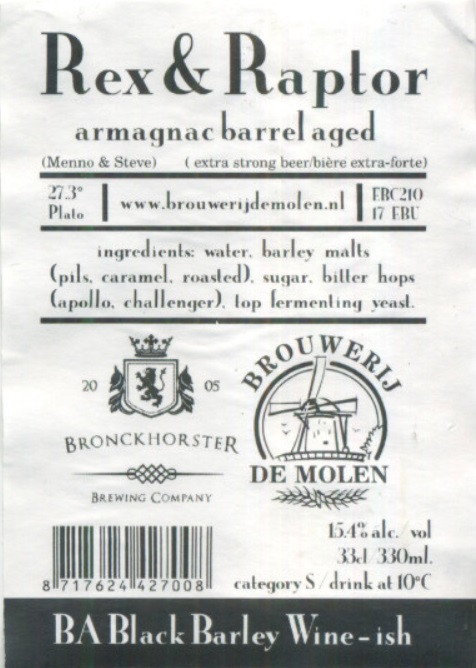 Rex & Raptor
armagnac barrel aged
(Menno & Steve) ( extra strong beer/bière extra-forte)
27.3°
Plato
www.brouwerijdemolen.nl
EBC210
17 EBU
ingredients: water, barley malts
(pils, caramel, roasted), sugar, bitter hops
(apollo, challenger), top fermenting yeast.
20 05
BRONCKHORSTER
BREWING COMPANY
BROUWERIJ
DE MOLEN
15.4% alc. / vol
33cl / 330ml.
category S / drink at 10°C
8 717624 427008
BA Black Barley Wine-ish